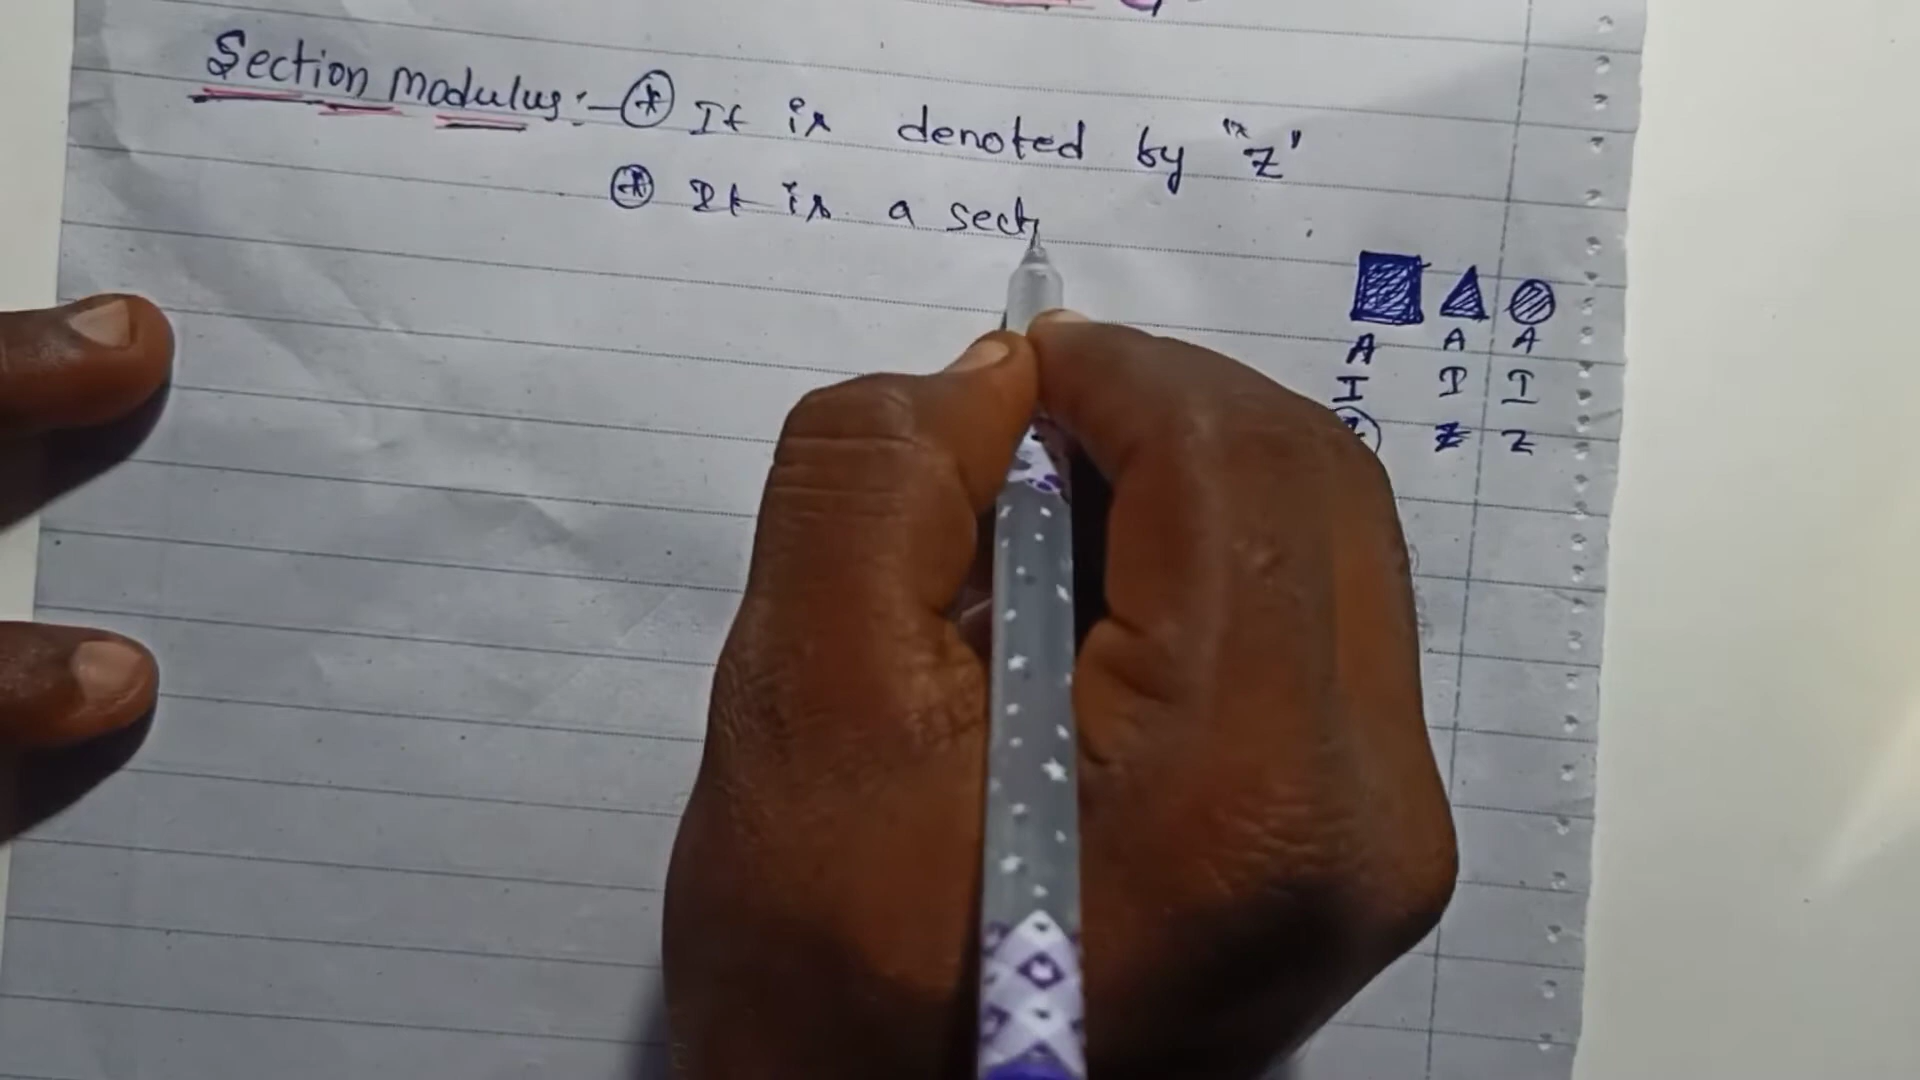 Section modulus:- * It is denoted by "Z"
* It is a sect
A A A
I I I
Z Z